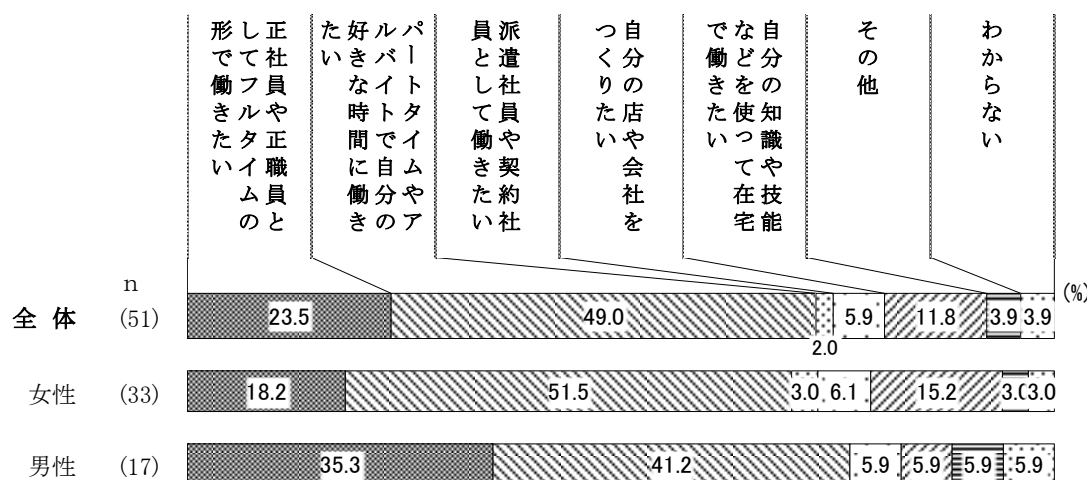 正社員や正職員と
してフルタイムの
形で働きたい
パートタイムやア
ルバイトで自分の
好きな時間に働き
たい
派遣社員や契約社
員として働きたい
自分の店や会社を
つくりたい
自分の知識や技能
などを使って在宅
で働きたい
その他
わからない
n
(%)
全 体 (51) 23.5 49.0 2.0 5.9 11.8 3.9 3.9
女性 (33) 18.2 51.5 3.0 6.1 15.2 3.0 3.0
男性 (17) 35.3 41.2 5.9 5.9 5.9 5.9